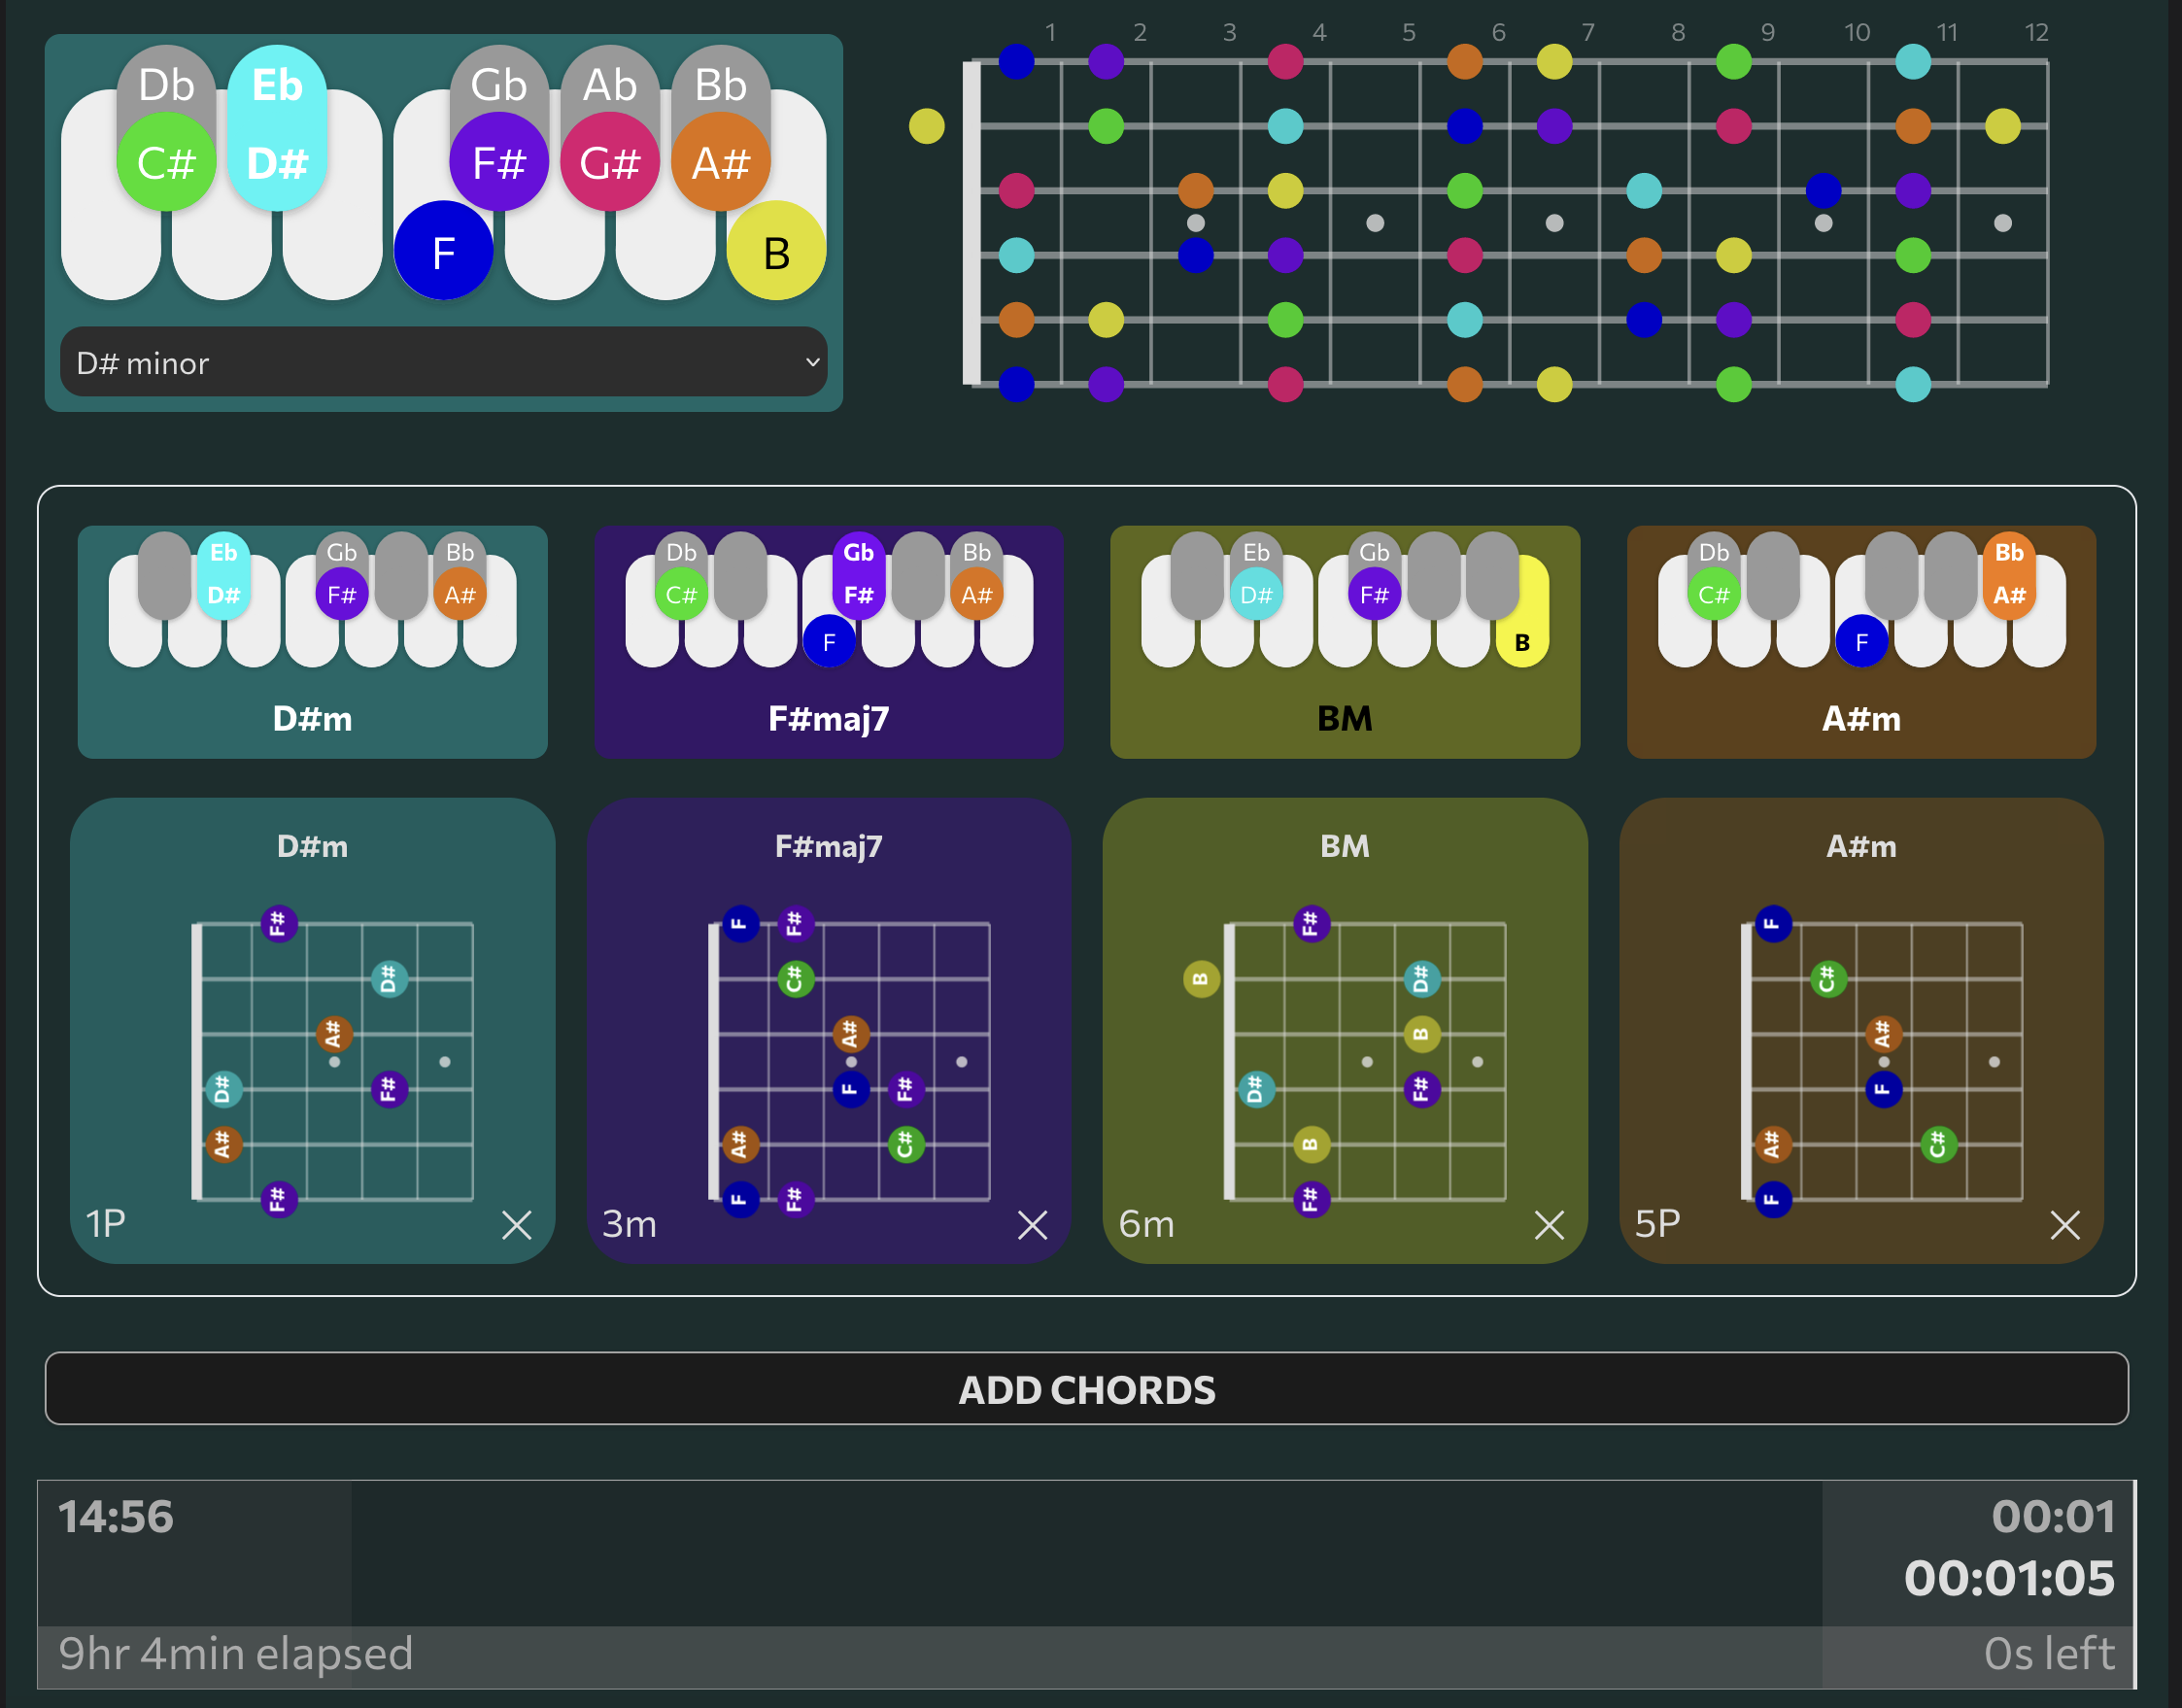 1 2 3 4 5 6 7 8 9 10 11 12
Db Eb Gb Ab Bb
C# D# F# G# A#
F B
D# minor
Eb Gb Bb
D# F# A#
D#m
Db Gb Bb
C# F# A#
F
F#maj7
Eb Gb
D# F#
B
BM
Db Bb
C# A#
F
A#m
D#m
F#
D#
A#
D# F#
A#
F#
1P
F#maj7
F F#
C#
A#
F F#
A# C#
F F#
3m
BM
F#
B D#
B
D# F#
B
F#
6m
A#m
F
C#
A#
F
A# C#
F
5P
ADD CHORDS
14:56 00:01
00:01:05
9hr 4min elapsed 0s left